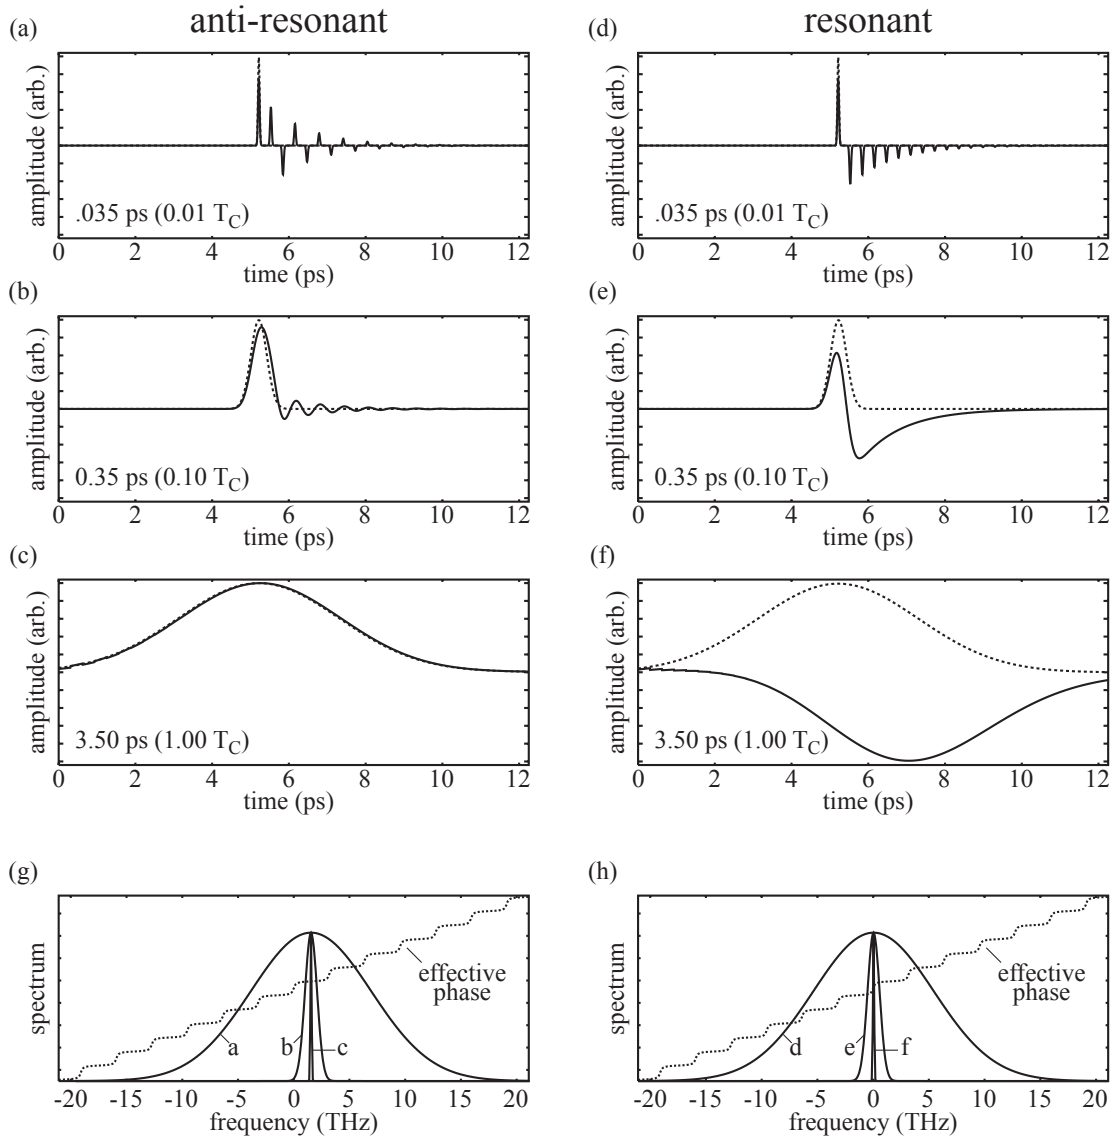 anti-resonant
resonant
(a)
amplitude (arb.)
.035 ps (0.01 T_C)
0 2 4 6 8 10 12
time (ps)
(d)
amplitude (arb.)
.035 ps (0.01 T_C)
0 2 4 6 8 10 12
time (ps)
(b)
amplitude (arb.)
0.35 ps (0.10 T_C)
0 2 4 6 8 10 12
time (ps)
(e)
amplitude (arb.)
0.35 ps (0.10 T_C)
0 2 4 6 8 10 12
time (ps)
(c)
amplitude (arb.)
3.50 ps (1.00 T_C)
0 2 4 6 8 10 12
time (ps)
(f)
amplitude (arb.)
3.50 ps (1.00 T_C)
0 2 4 6 8 10 12
time (ps)
(g)
spectrum
effective
phase
a b c
-20 -15 -10 -5 0 5 10 15 20
frequency (THz)
(h)
spectrum
effective
phase
d e f
-20 -15 -10 -5 0 5 10 15 20
frequency (THz)